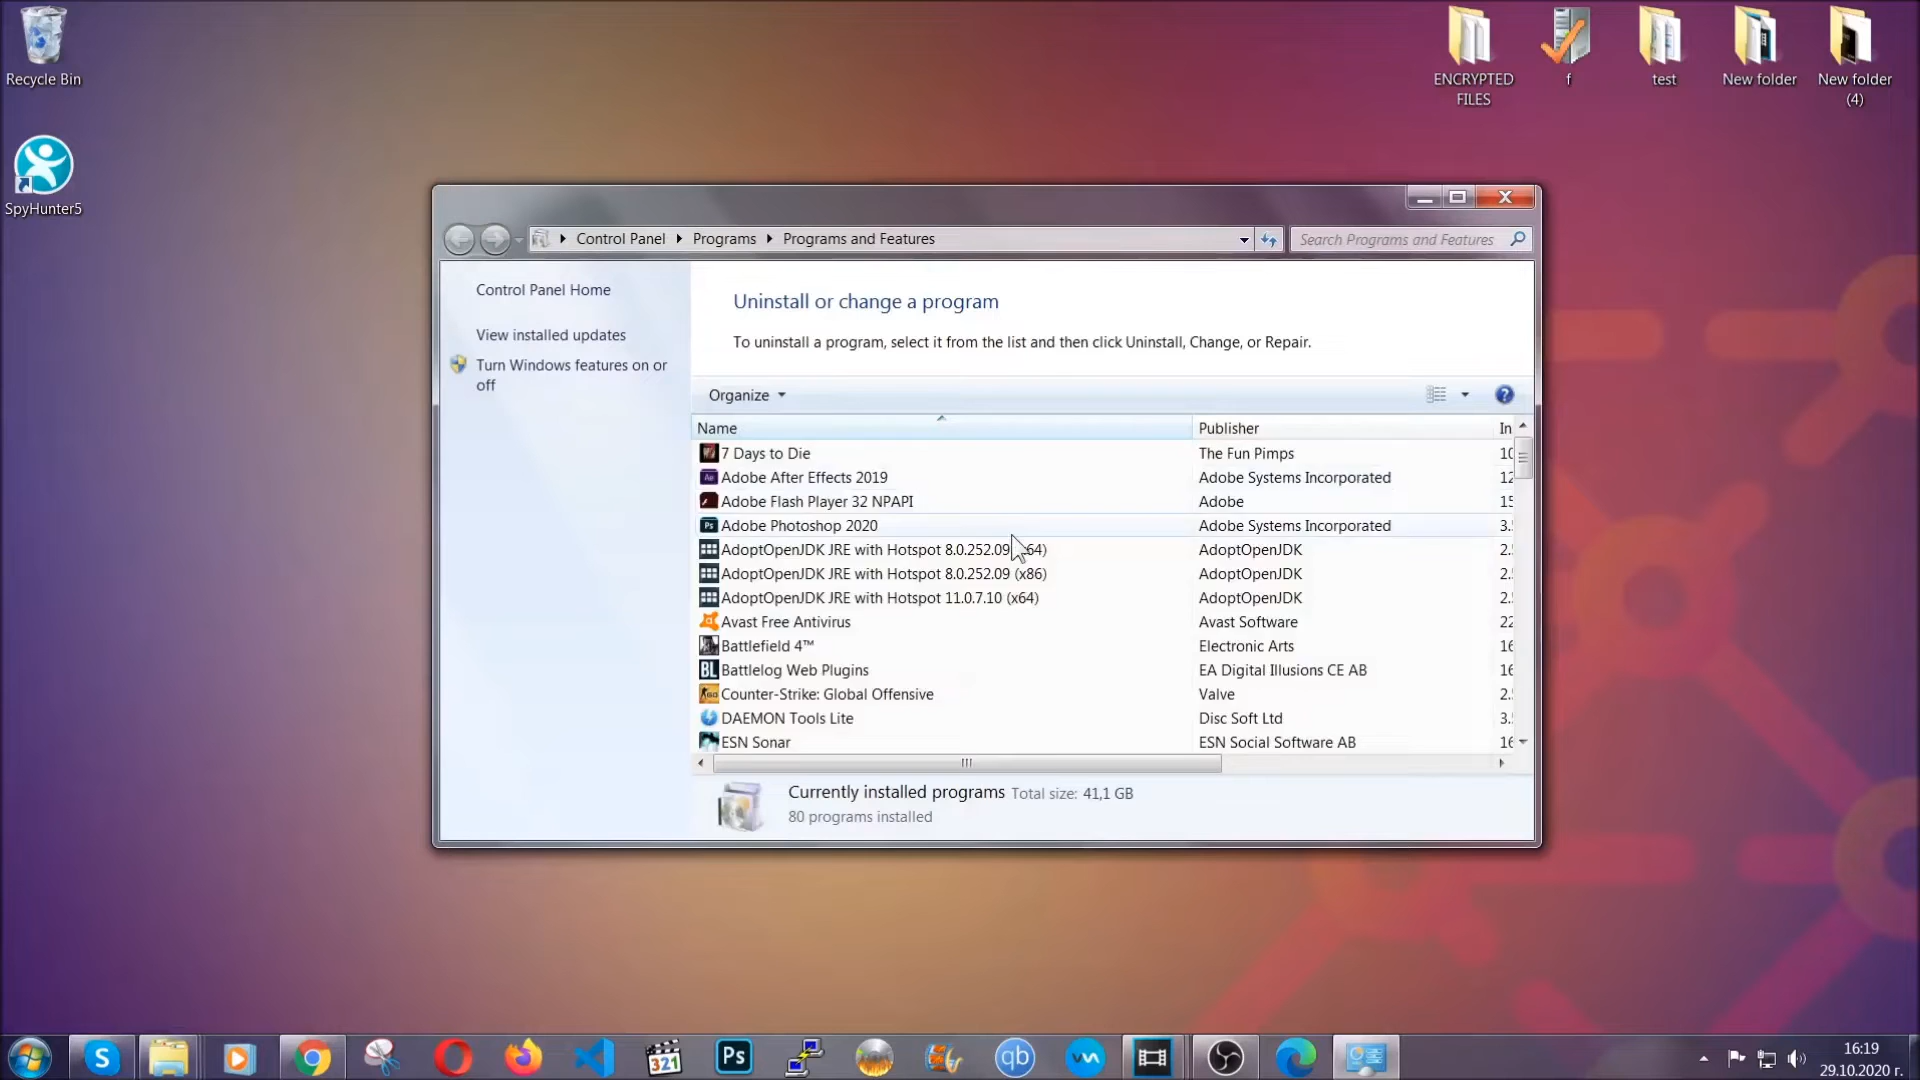 Recycle Bin
SpyHunter5
ENCRYPTED
FILES
f
test
New folder
New folder
(4)
Control Panel
Programs
Programs and Features
Search Programs and Features
Control Panel Home
View installed updates
Turn Windows features on or
off
Uninstall or change a program
To uninstall a program, select it from the list and then click Uninstall, Change, or Repair.
Organize
Name Publisher In
7 Days to Die The Fun Pimps 10
Adobe After Effects 2019 Adobe Systems Incorporated 12
Adobe Flash Player 32 NPAPI Adobe 15
Adobe Photoshop 2020 Adobe Systems Incorporated 3.
AdoptOpenJDK JRE with Hotspot 8.0.252.09 64) AdoptOpenJDK 2.
AdoptOpenJDK JRE with Hotspot 8.0.252.09 (x86) AdoptOpenJDK 2.
AdoptOpenJDK JRE with Hotspot 11.0.7.10 (x64) AdoptOpenJDK 2.
Avast Free Antivirus Avast Software 22
Battlefield 4™ Electronic Arts 16
Battlelog Web Plugins EA Digital Illusions CE AB 16
Counter-Strike: Global Offensive Valve 2.
DAEMON Tools Lite Disc Soft Ltd 3.
ESN Sonar ESN Social Software AB 16
Currently installed programs Total size: 41,1 GB
80 programs installed
16:19
29.10.2020 г.